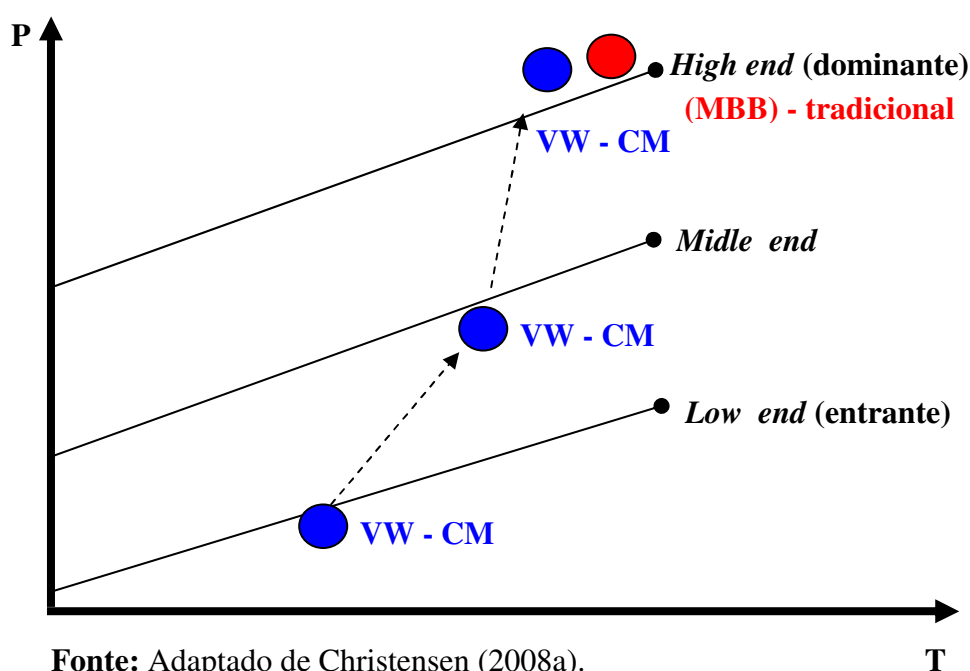 P
High end (dominante)
(MBB) - tradicional
VW - CM
Midle end
VW - CM
Low end (entrante)
VW - CM
Fonte: Adaptado de Christensen (2008a).
T